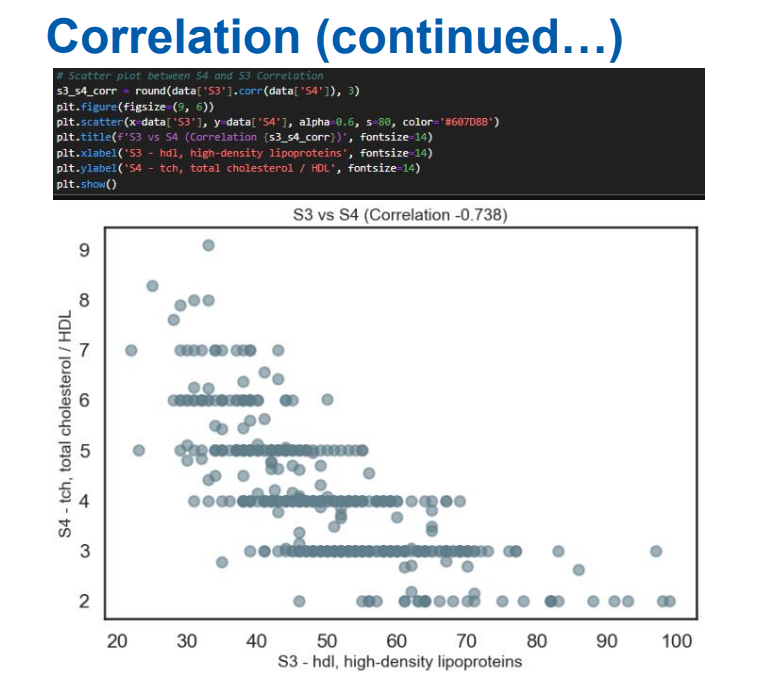 Correlation (continued…)
# Scatter plot between S4 and S3 Correlation
s3_s4_corr = round(data['S3'].corr(data['S4']), 3)
plt.figure(figsize=(9, 6))
plt.scatter(x=data['S3'], y=data['S4'], alpha=0.6, s=80, color='#607D8B')
plt.title(f'S3 vs S4 (Correlation {s3_s4_corr})', fontsize=14)
plt.xlabel('S3 - hdl, high-density lipoproteins', fontsize=14)
plt.ylabel('S4 - tch, total cholesterol / HDL', fontsize=14)
plt.show()
S3 vs S4 (Correlation -0.738)
S4 - tch, total cholesterol / HDL
9
8
7
6
5
4
3
2
20 30 40 50 60 70 80 90 100
S3 - hdl, high-density lipoproteins